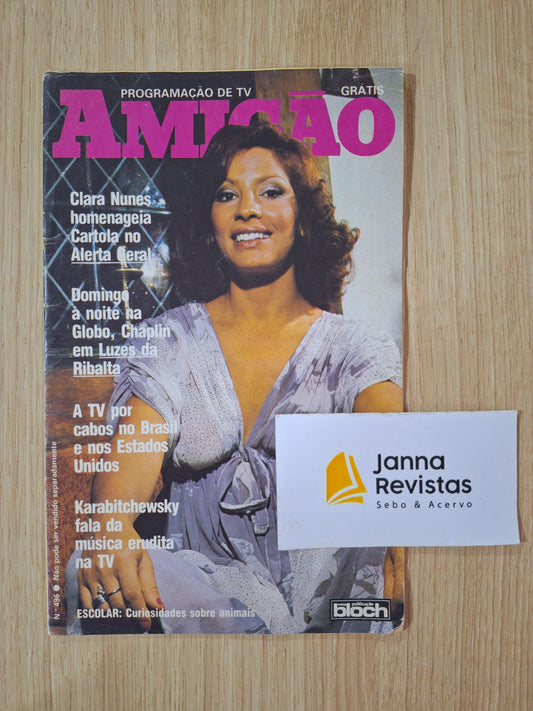 PROGRAMAÇÃO DE TV
GRÁTIS
AMIGÃO
Clara Nunes
homenageia
Cartola no
Alerta Geral
Domingo
à noite na
Globo, Chaplin
em Luzes da
Ribalta
A TV por
cabos no Brasil
e nos Estados
Unidos
Karabitchewsky
fala da
música erudita
na TV
ESCOLAR: Curiosidades sobre animais
N.º 496 ● Não pode ser vendido separadamente
publicação
bloch
Janna
Revistas
Sebo & Acervo